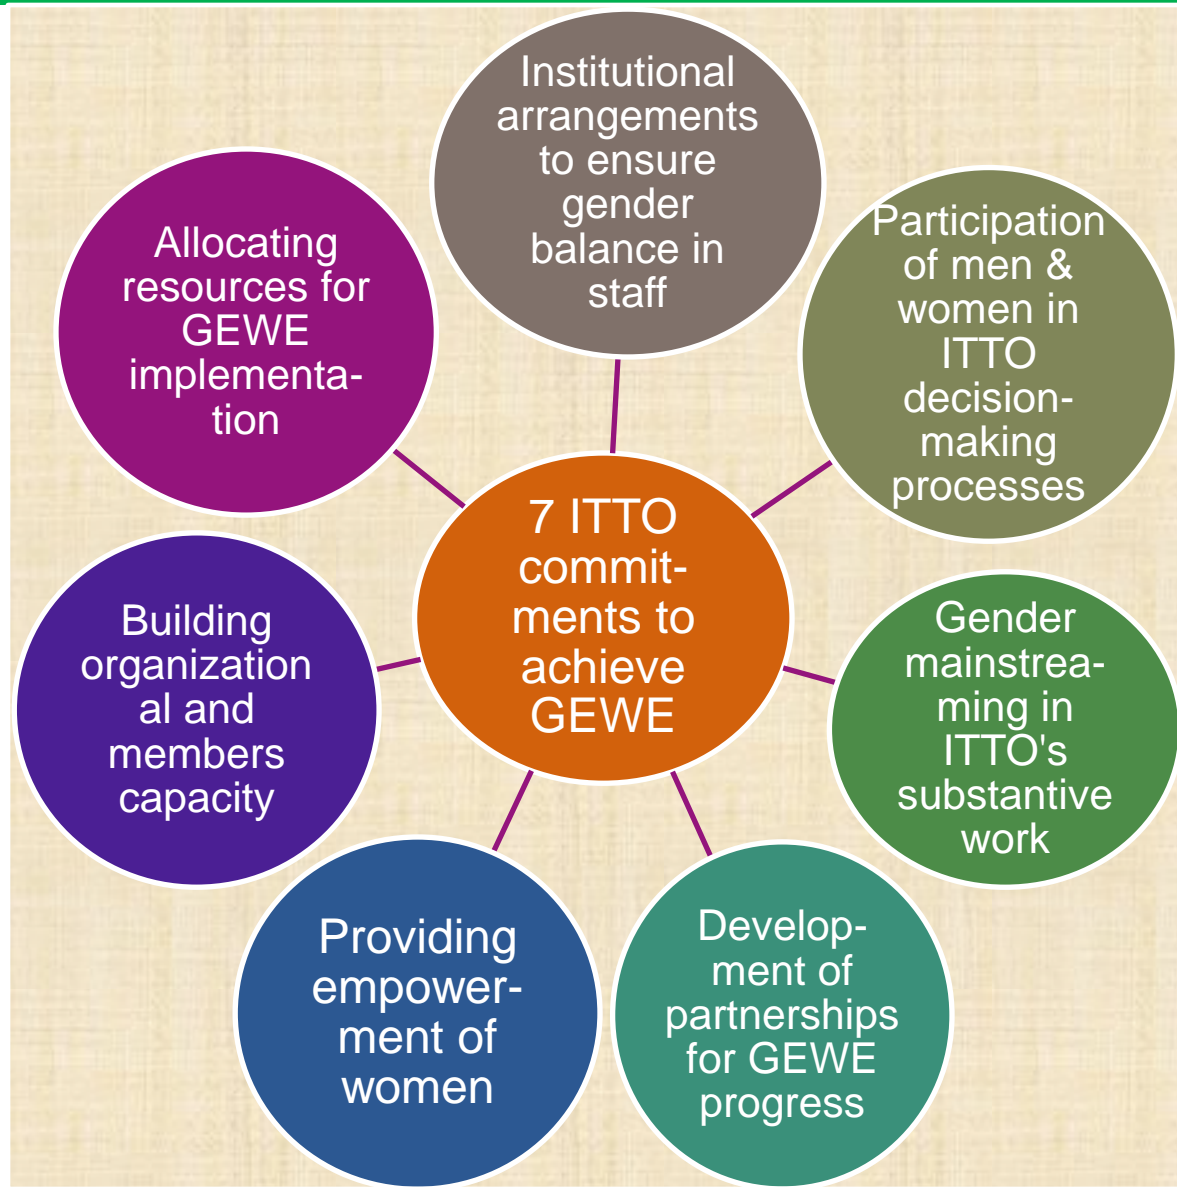 Institutional
arrangements
to ensure
gender
balance in
staff
Participation
of men &
women in
ITTO
decision-
making
processes
Gender
mainstrea-
ming in
ITTO's
substantive
work
Develop-
ment of
partnerships
for GEWE
progress
Providing
empower-
ment of
women
Building
organization
al and
members
capacity
Allocating
resources for
GEWE
implementa-
tion
7 ITTO
commit-
ments to
achieve
GEWE